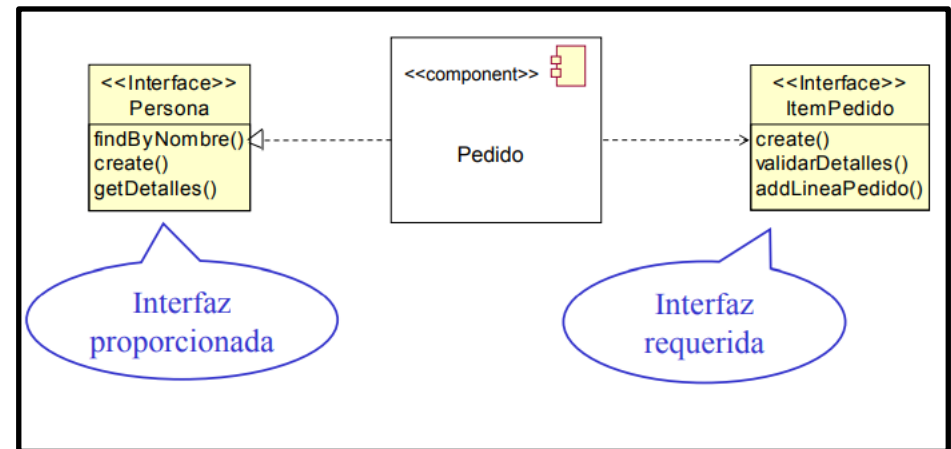 <<Interface>>
Persona
findByNombre()
create()
getDetalles()
<<component>>
Pedido
<<Interface>>
ItemPedido
create()
validarDetalles()
addLineaPedido()
Interfaz
proporcionada
Interfaz
requerida